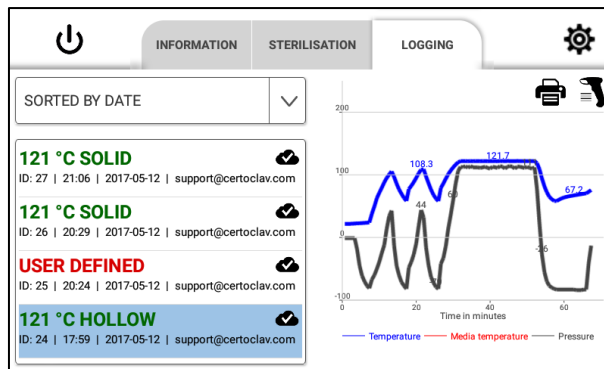 INFORMATION STERILISATION LOGGING
SORTED BY DATE
121 °C SOLID
ID: 27 | 21:06 | 2017-05-12 | support@certoclav.com
121 °C SOLID
ID: 26 | 20:29 | 2017-05-12 | support@certoclav.com
USER DEFINED
ID: 25 | 20:24 | 2017-05-12 | support@certoclav.com
121 °C HOLLOW
ID: 24 | 17:59 | 2017-05-12 | support@certoclav.com
200
108.3 121.7
100
67.2
44
0
-26
-100
0 20 40 60
Time in minutes
Temperature Media temperature Pressure